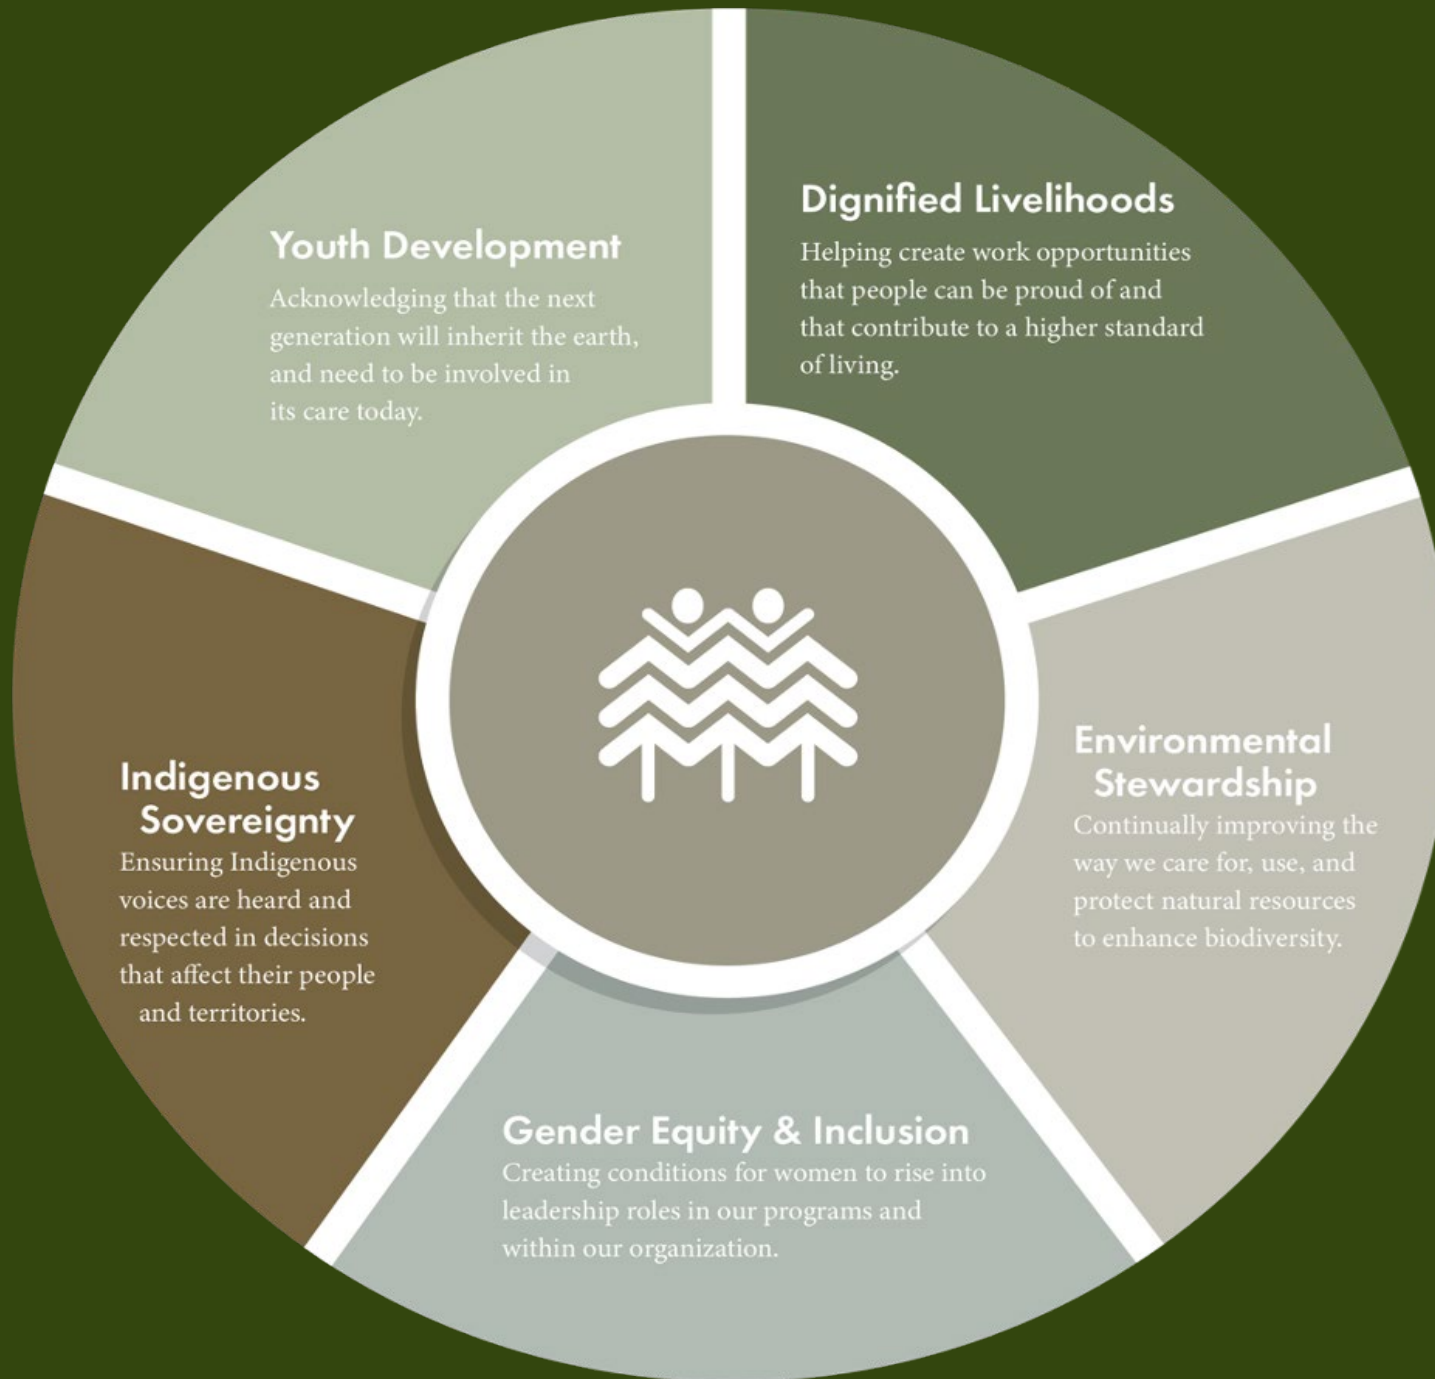 Youth Development
Acknowledging that the next
generation will inherit the earth,
and need to be involved in
its care today.
Dignified Livelihoods
Helping create work opportunities
that people can be proud of and
that contribute to a higher standard
of living.
Environmental
Stewardship
Continually improving the
way we care for, use, and
protect natural resources
to enhance biodiversity.
Gender Equity & Inclusion
Creating conditions for women to rise into
leadership roles in our programs and
within our organization.
Indigenous
Sovereignty
Ensuring Indigenous
voices are heard and
respected in decisions
that affect their people
and territories.